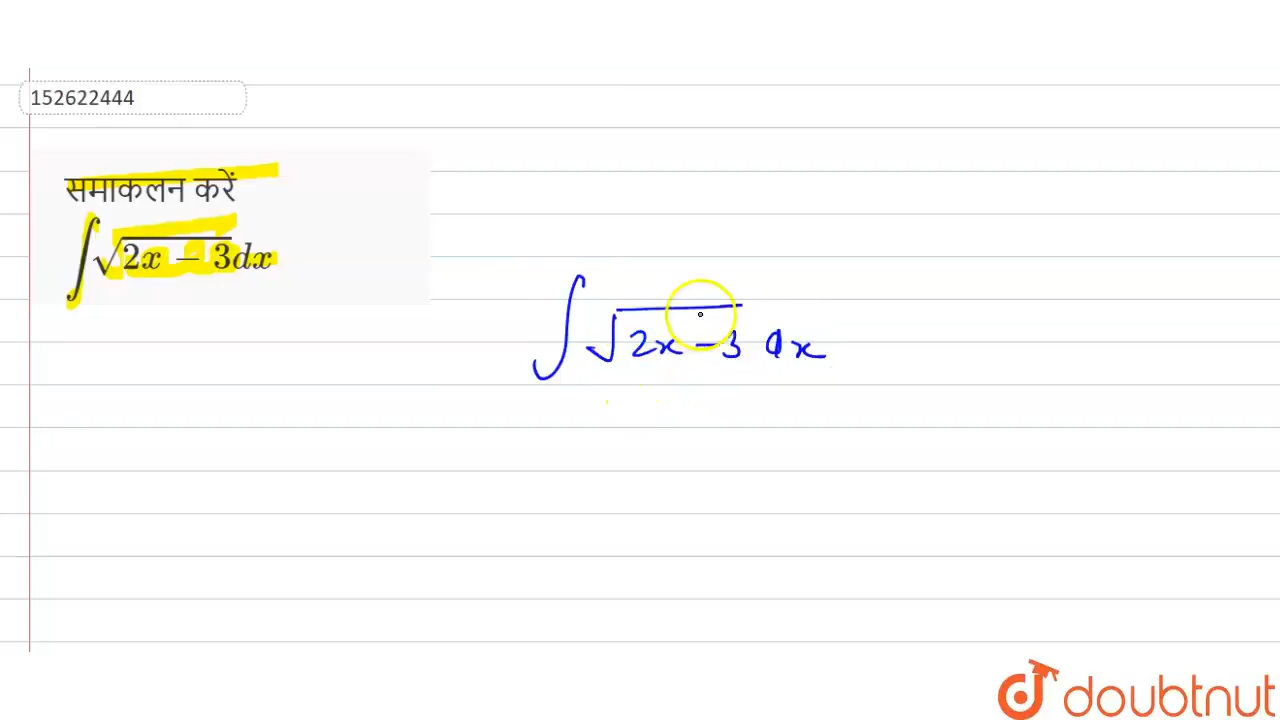 152622444
समाकलन करें
∫√(2x − 3)dx
∫√(2x − 3) dx
doubtnut